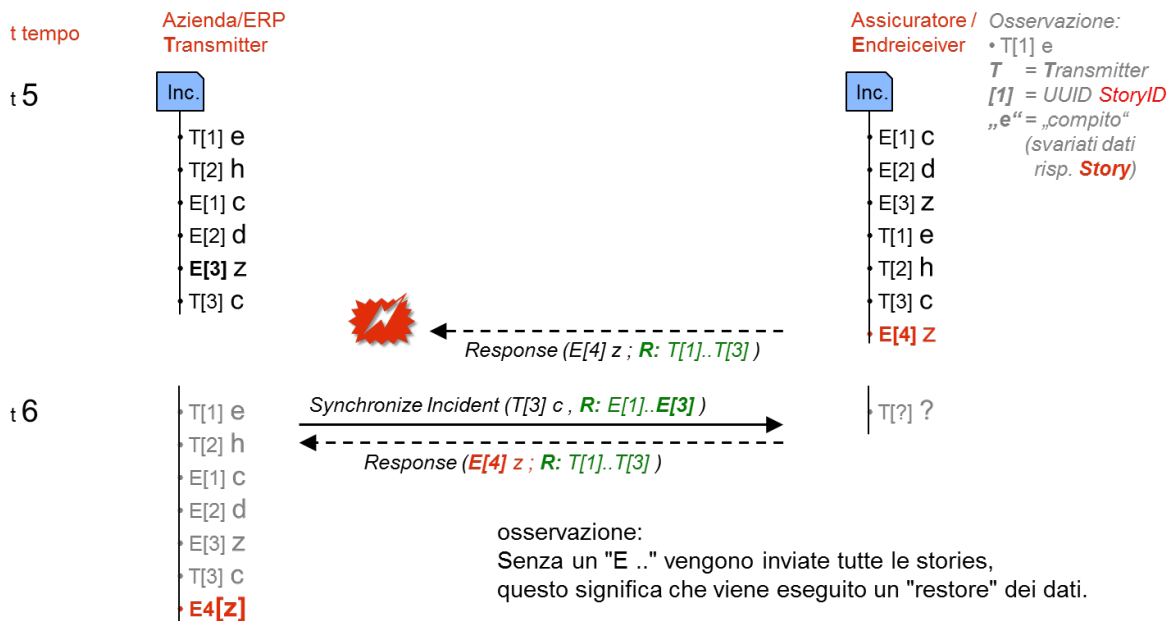 t tempo
Azienda/ERP
Transmitter
Assicuratore /
Endreiceiver
Osservazione:
• T[1] e
T = Transmitter
[1] = UUID StoryID
„e“ = „compito“
(svariati dati
risp. Story)
t 5
Inc.
T[1] e
T[2] h
E[1] c
E[2] d
E[3] z
T[3] c
Inc.
E[1] c
E[2] d
E[3] z
T[1] e
T[2] h
T[3] c
E[4] z
Response (E[4] z ; R: T[1]..T[3] )
t 6
T[1] e
T[2] h
E[1] c
E[2] d
E[3] z
T[3] c
E4[z]
Synchronize Incident (T[3] c , R: E[1]..E[3] )
Response (E[4] z ; R: T[1]..T[3] )
T[?] ?
osservazione:
Senza un "E .." vengono inviate tutte le stories,
questo significa che viene eseguito un "restore" dei dati.